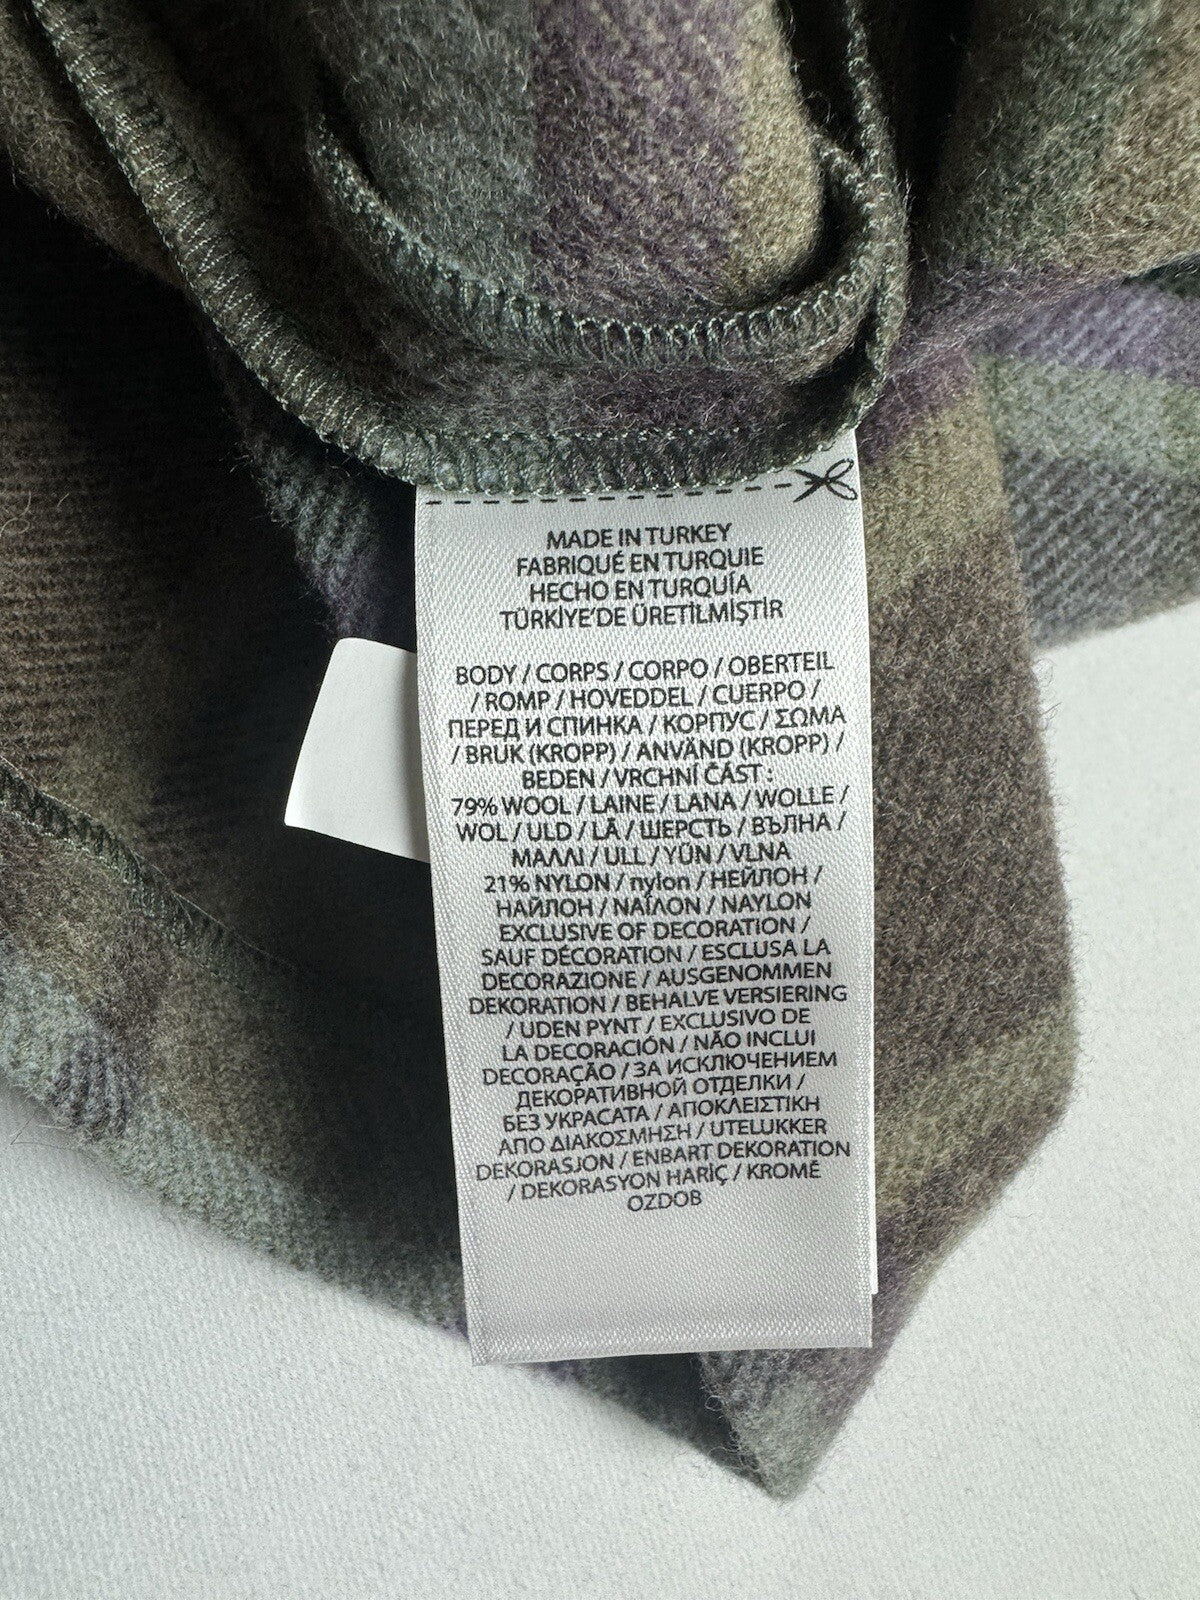 MADE IN TURKEY
FABRIQUÉ EN TURQUIE
HECHO EN TURQUÍA
TÜRKİYE'DE ÜRETİLMİŞTİR
BODY / CORPS / CORPO / OBERTEIL
/ ROMP / HOVEDDEL / CUERPO /
ПЕРЕД И СПИНКА / КОРПУС / ΣΩΜΑ
/ BRUK (KROPP) / ANVÄND (KROPP) /
BEDEN / VRCHNÍ ČÁST :
79% WOOL / LAINE / LANA / WOLLE /
WOL / ULD / LÃ / ШЕРСТЬ / ВЪЛНА /
ΜΑΛΛΙ / ULL / YÜN / VLNA
21% NYLON / nylon / НЕЙЛОН /
НАЙЛОН / ΝΑΪΛΟΝ / NAYLON
EXCLUSIVE OF DECORATION /
SAUF DÉCORATION / ESCLUSA LA
DECORAZIONE / AUSGENOMMEN
DEKORATION / BEHALVE VERSIERING
/ UDEN PYNT / EXCLUSIVO DE
LA DECORACIÓN / NÃO INCLUI
DECORAÇÃO / ЗА ИСКЛЮЧЕНИЕМ
ДЕКОРАТИВНОЙ ОТДЕЛКИ /
БЕЗ УКРАСАТА / ΑΠΟΚΛΕΙΣΤΙΚΗ
ΑΠΟ ΔΙΑΚΟΣΜΗΣΗ / UTELUKKER
DEKORASJON / ENBART DEKORATION
/ DEKORASYON HARİÇ / KROMĚ
OZDOB